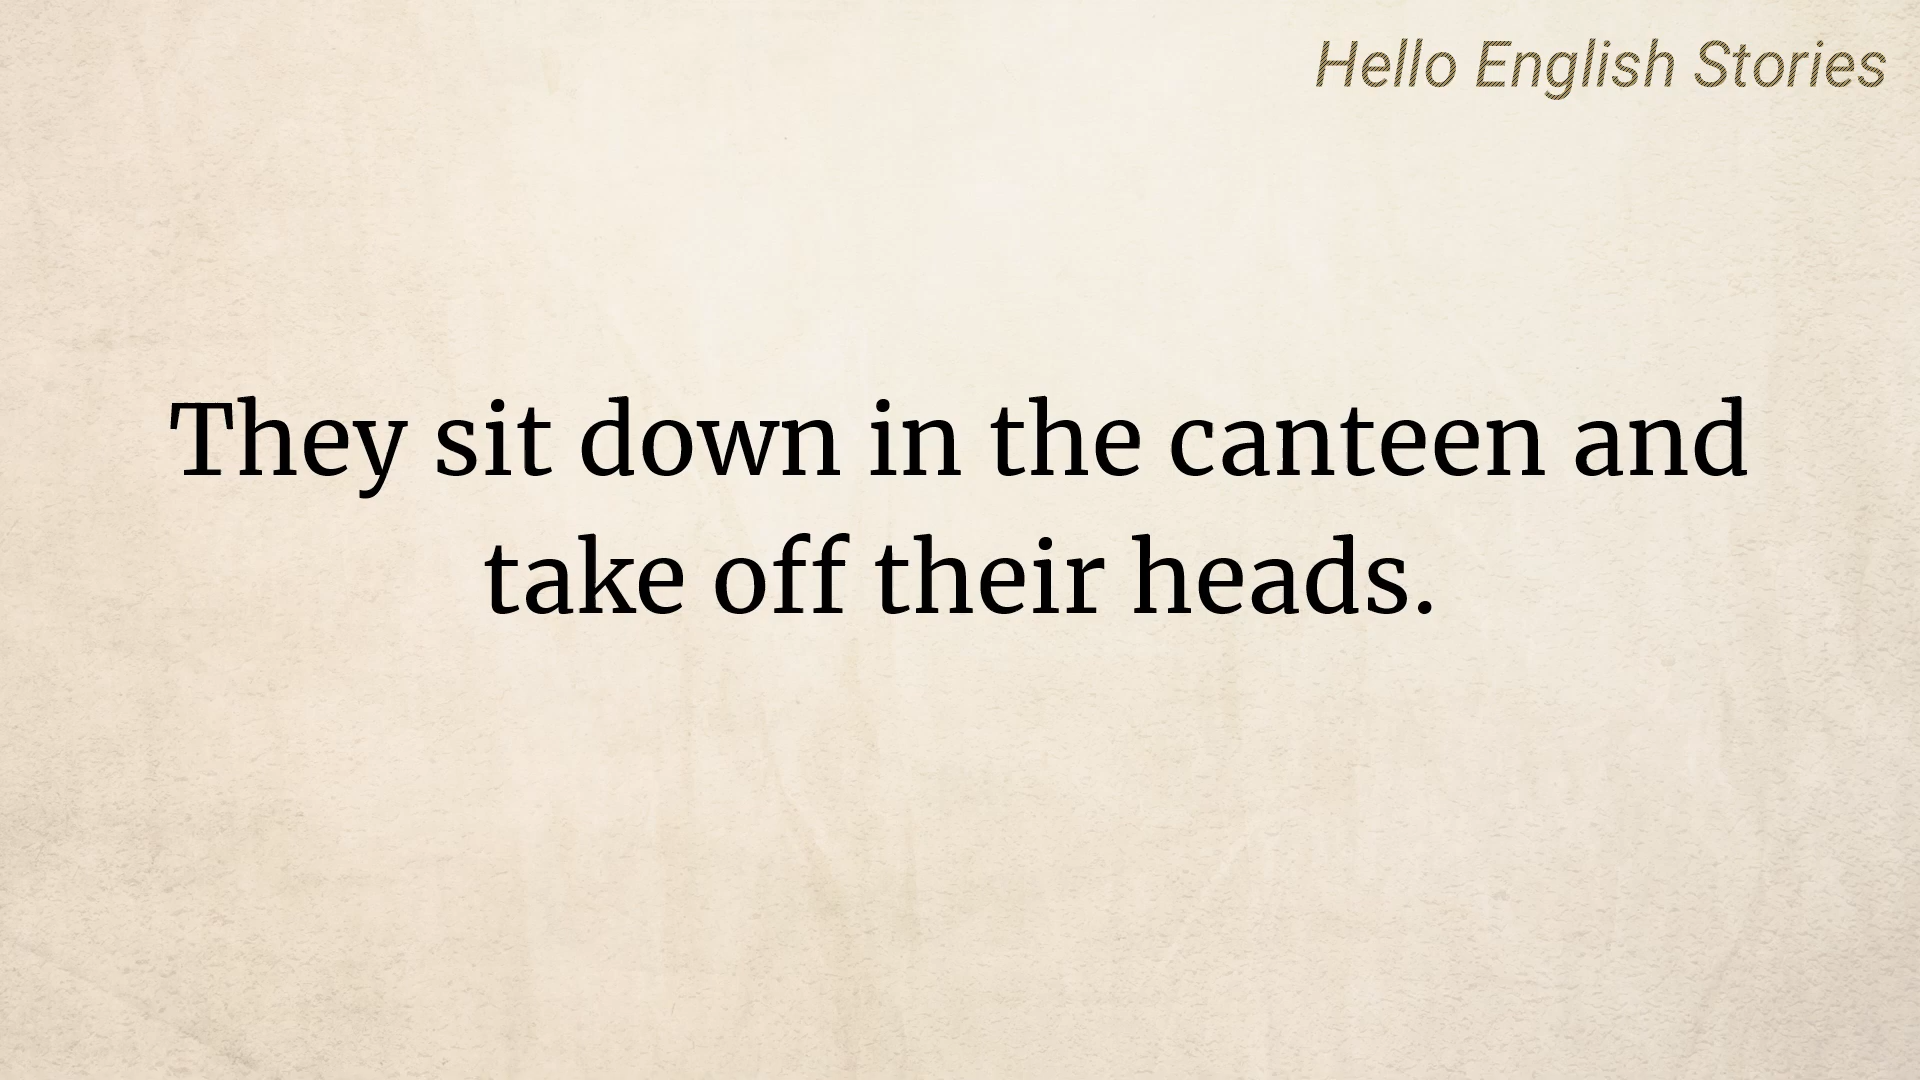 Hello English Stories
They sit down in the canteen and
take off their heads.